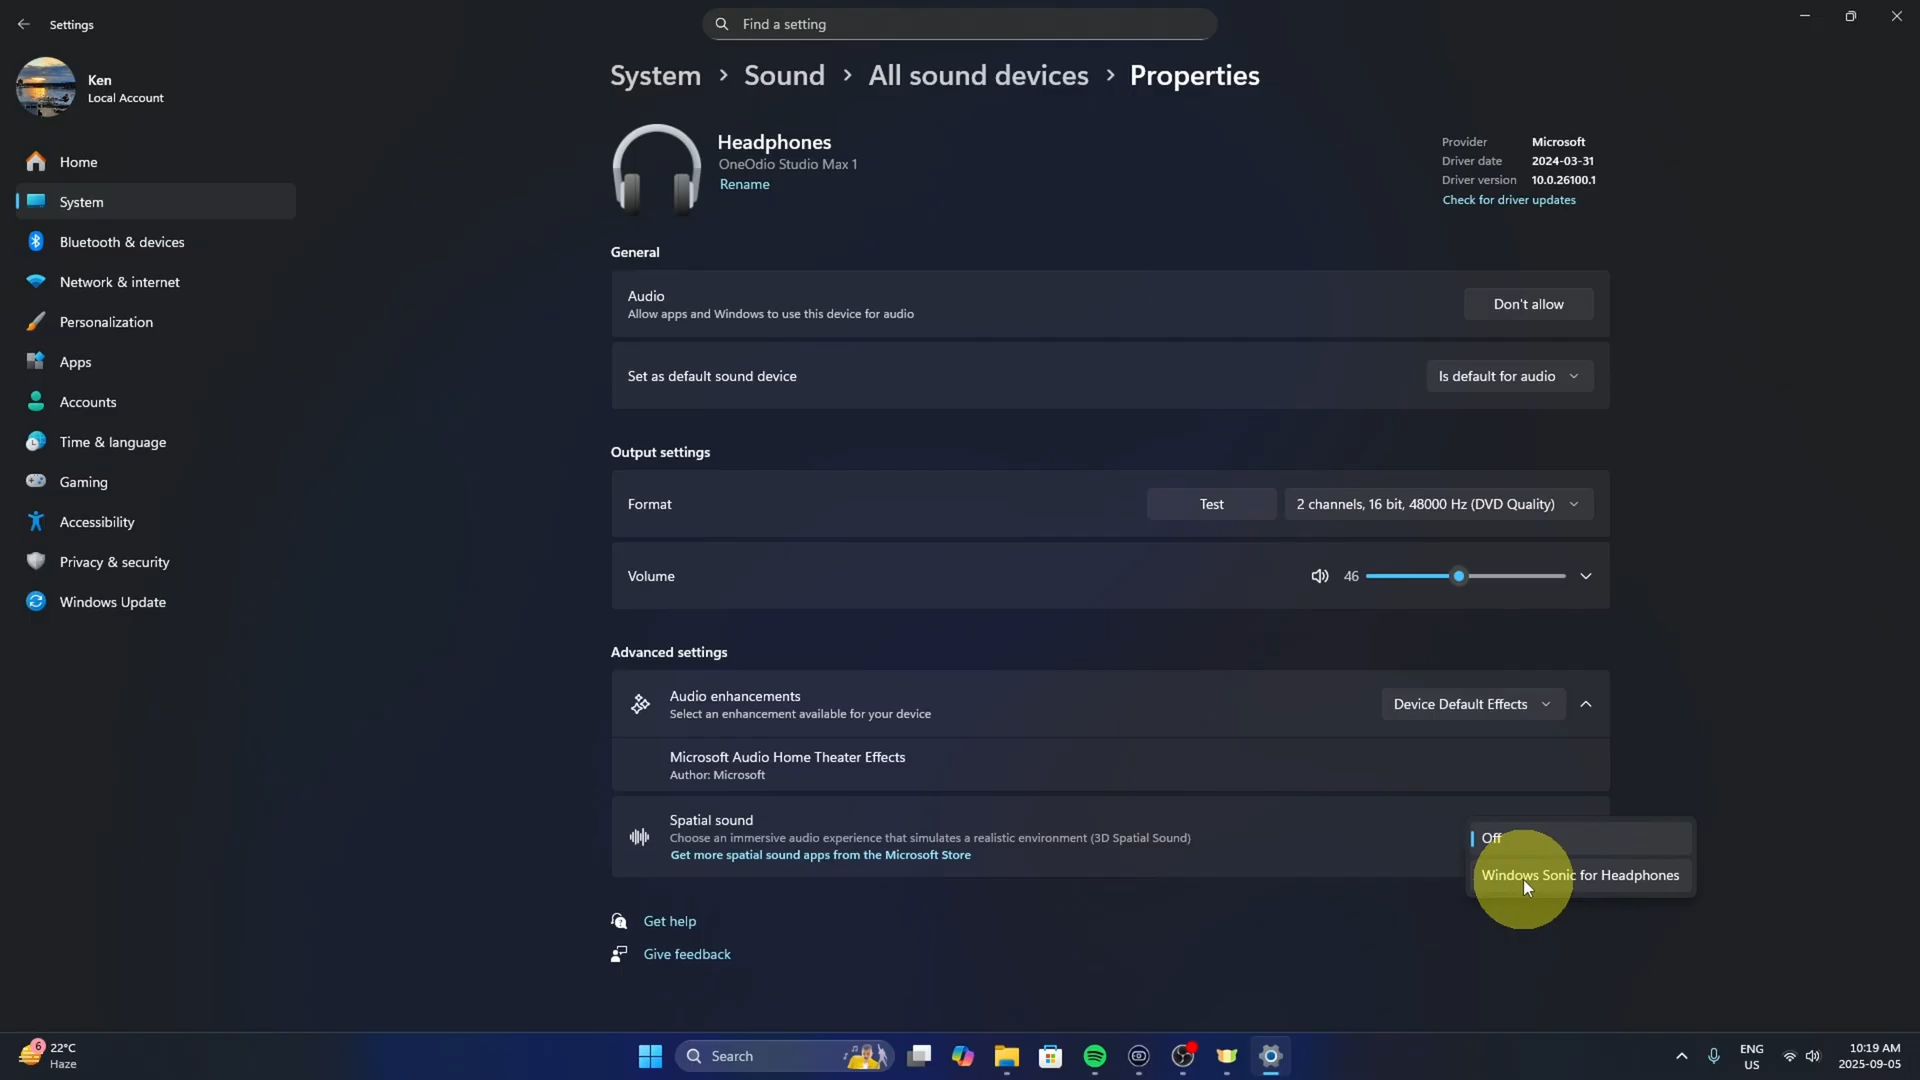 Settings
Find a setting
Ken
Local Account
Home
System
Bluetooth & devices
Network & internet
Personalization
Apps
Accounts
Time & language
Gaming
Accessibility
Privacy & security
Windows Update
System > Sound > All sound devices > Properties
Headphones
OneOdio Studio Max 1
Rename
Provider Microsoft
Driver date 2024-03-31
Driver version 10.0.26100.1
Check for driver updates
General
Audio
Allow apps and Windows to use this device for audio
Don't allow
Set as default sound device
Is default for audio
Output settings
Format
Test
2 channels, 16 bit, 48000 Hz (DVD Quality)
Volume
46
Advanced settings
Audio enhancements
Select an enhancement available for your device
Device Default Effects
Microsoft Audio Home Theater Effects
Author: Microsoft
Spatial sound
Choose an immersive audio experience that simulates a realistic environment (3D Spatial Sound)
Get more spatial sound apps from the Microsoft Store
Off
Windows Sonic for Headphones
Get help
Give feedback
6
22°C
Haze
Search
ENG
US
10:19 AM
2025-09-05